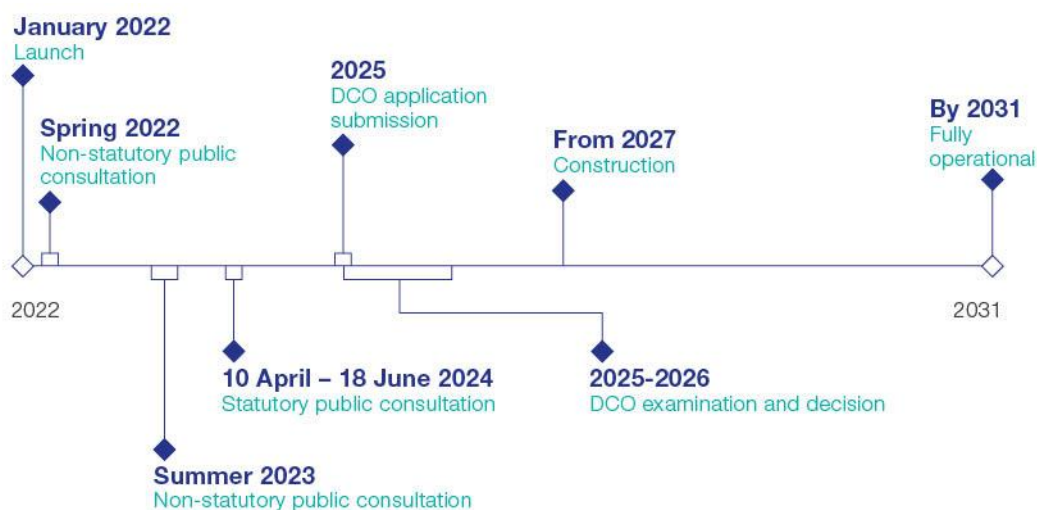 January 2022
Launch
Spring 2022
Non-statutory public
consultation
2025
DCO application
submission
From 2027
Construction
By 2031
Fully
operational
2022
2031
10 April – 18 June 2024
Statutory public consultation
2025-2026
DCO examination and decision
Summer 2023
Non-statutory public consultation